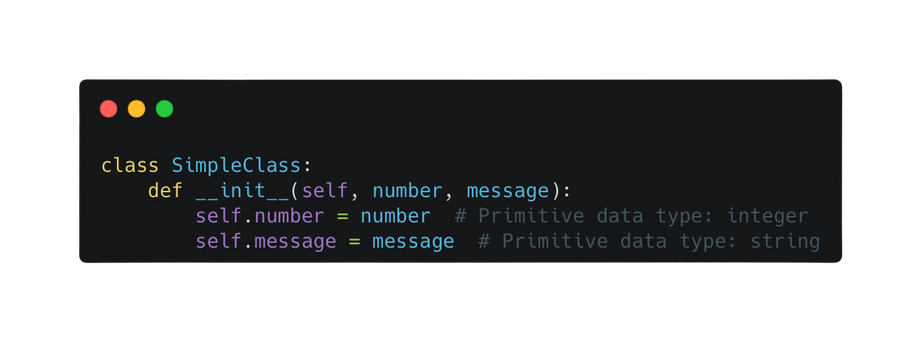 class SimpleClass:
    def __init__(self, number, message):
        self.number = number  # Primitive data type: integer
        self.message = message  # Primitive data type: string